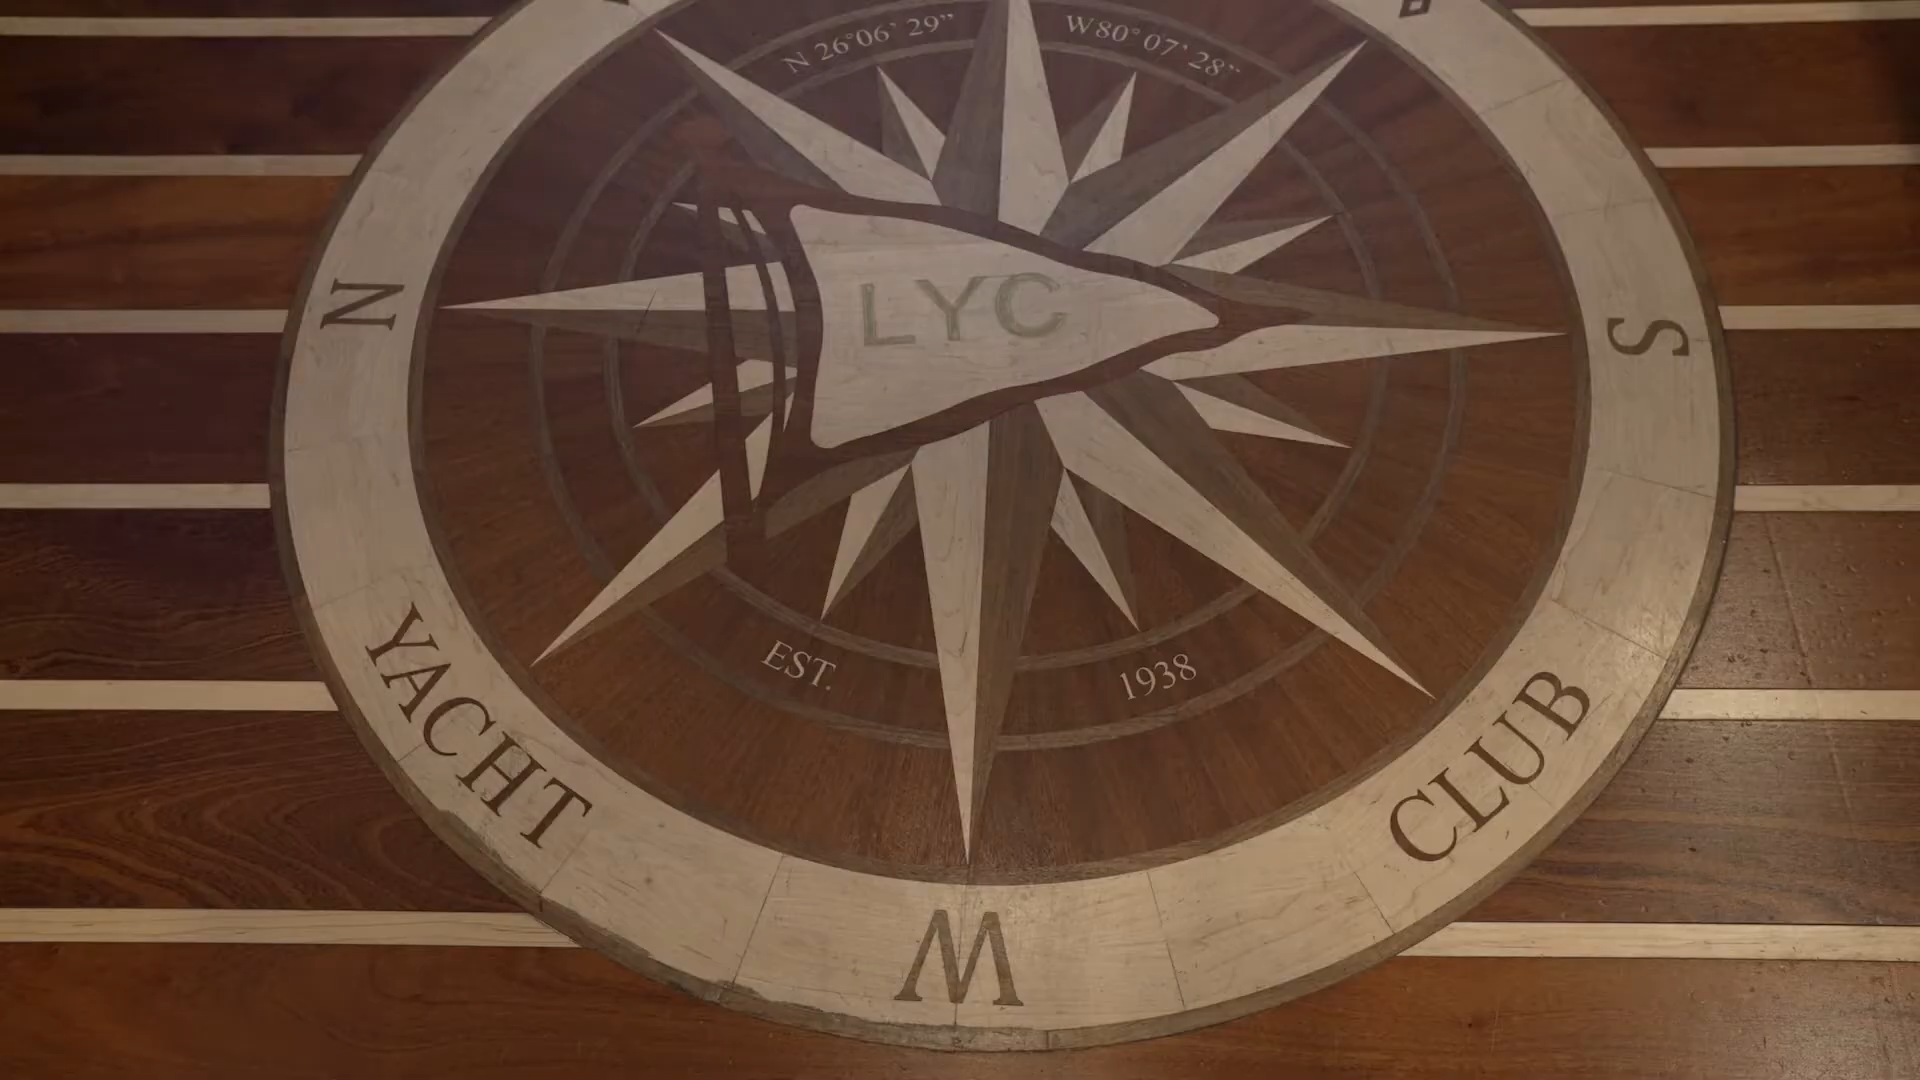 N 26°06' 29" W80° 07' 28"
LYC
N
S
EST. 1938
YACHT CLUB
W